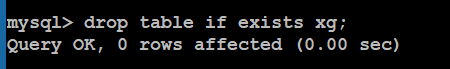 mysql> drop table if exists xg;
Query OK, 0 rows affected (0.00 sec)